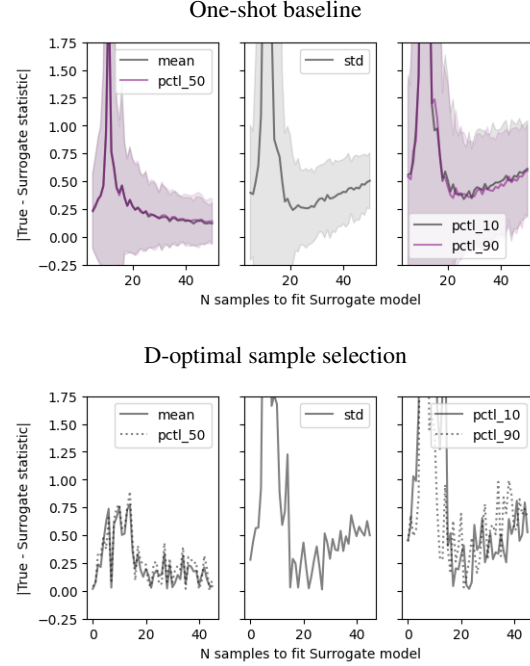 One-shot baseline
|True - Surrogate statistic|
1.75
1.50
1.25
1.00
0.75
0.50
0.25
0.00
−0.25
mean
pctl_50
std
pctl_10
pctl_90
0 20 40
0 20 40
20 40
N samples to fit Surrogate model
D-optimal sample selection
|True - Surrogate statistic|
1.75
1.50
1.25
1.00
0.75
0.50
0.25
0.00
−0.25
mean
pctl_50
std
pctl_10
pctl_90
0 20 40
0 20 40
0 20 40
N samples to fit Surrogate model